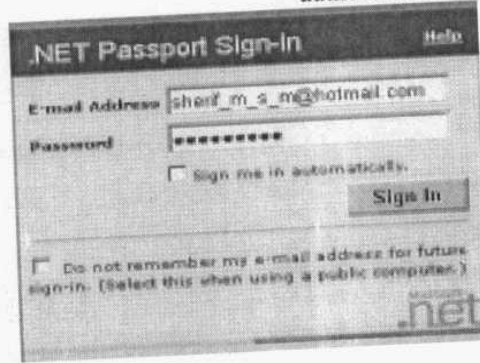 .NET Passport Sign-In Help
E-mail Address sherif_m_s_m@hotmail.com
Password •••••••••
Sign me in automatically.
Sign In
Do not remember my e-mail address for future
sign-in. (Select this when using a public computer.)
Microsoft
.net